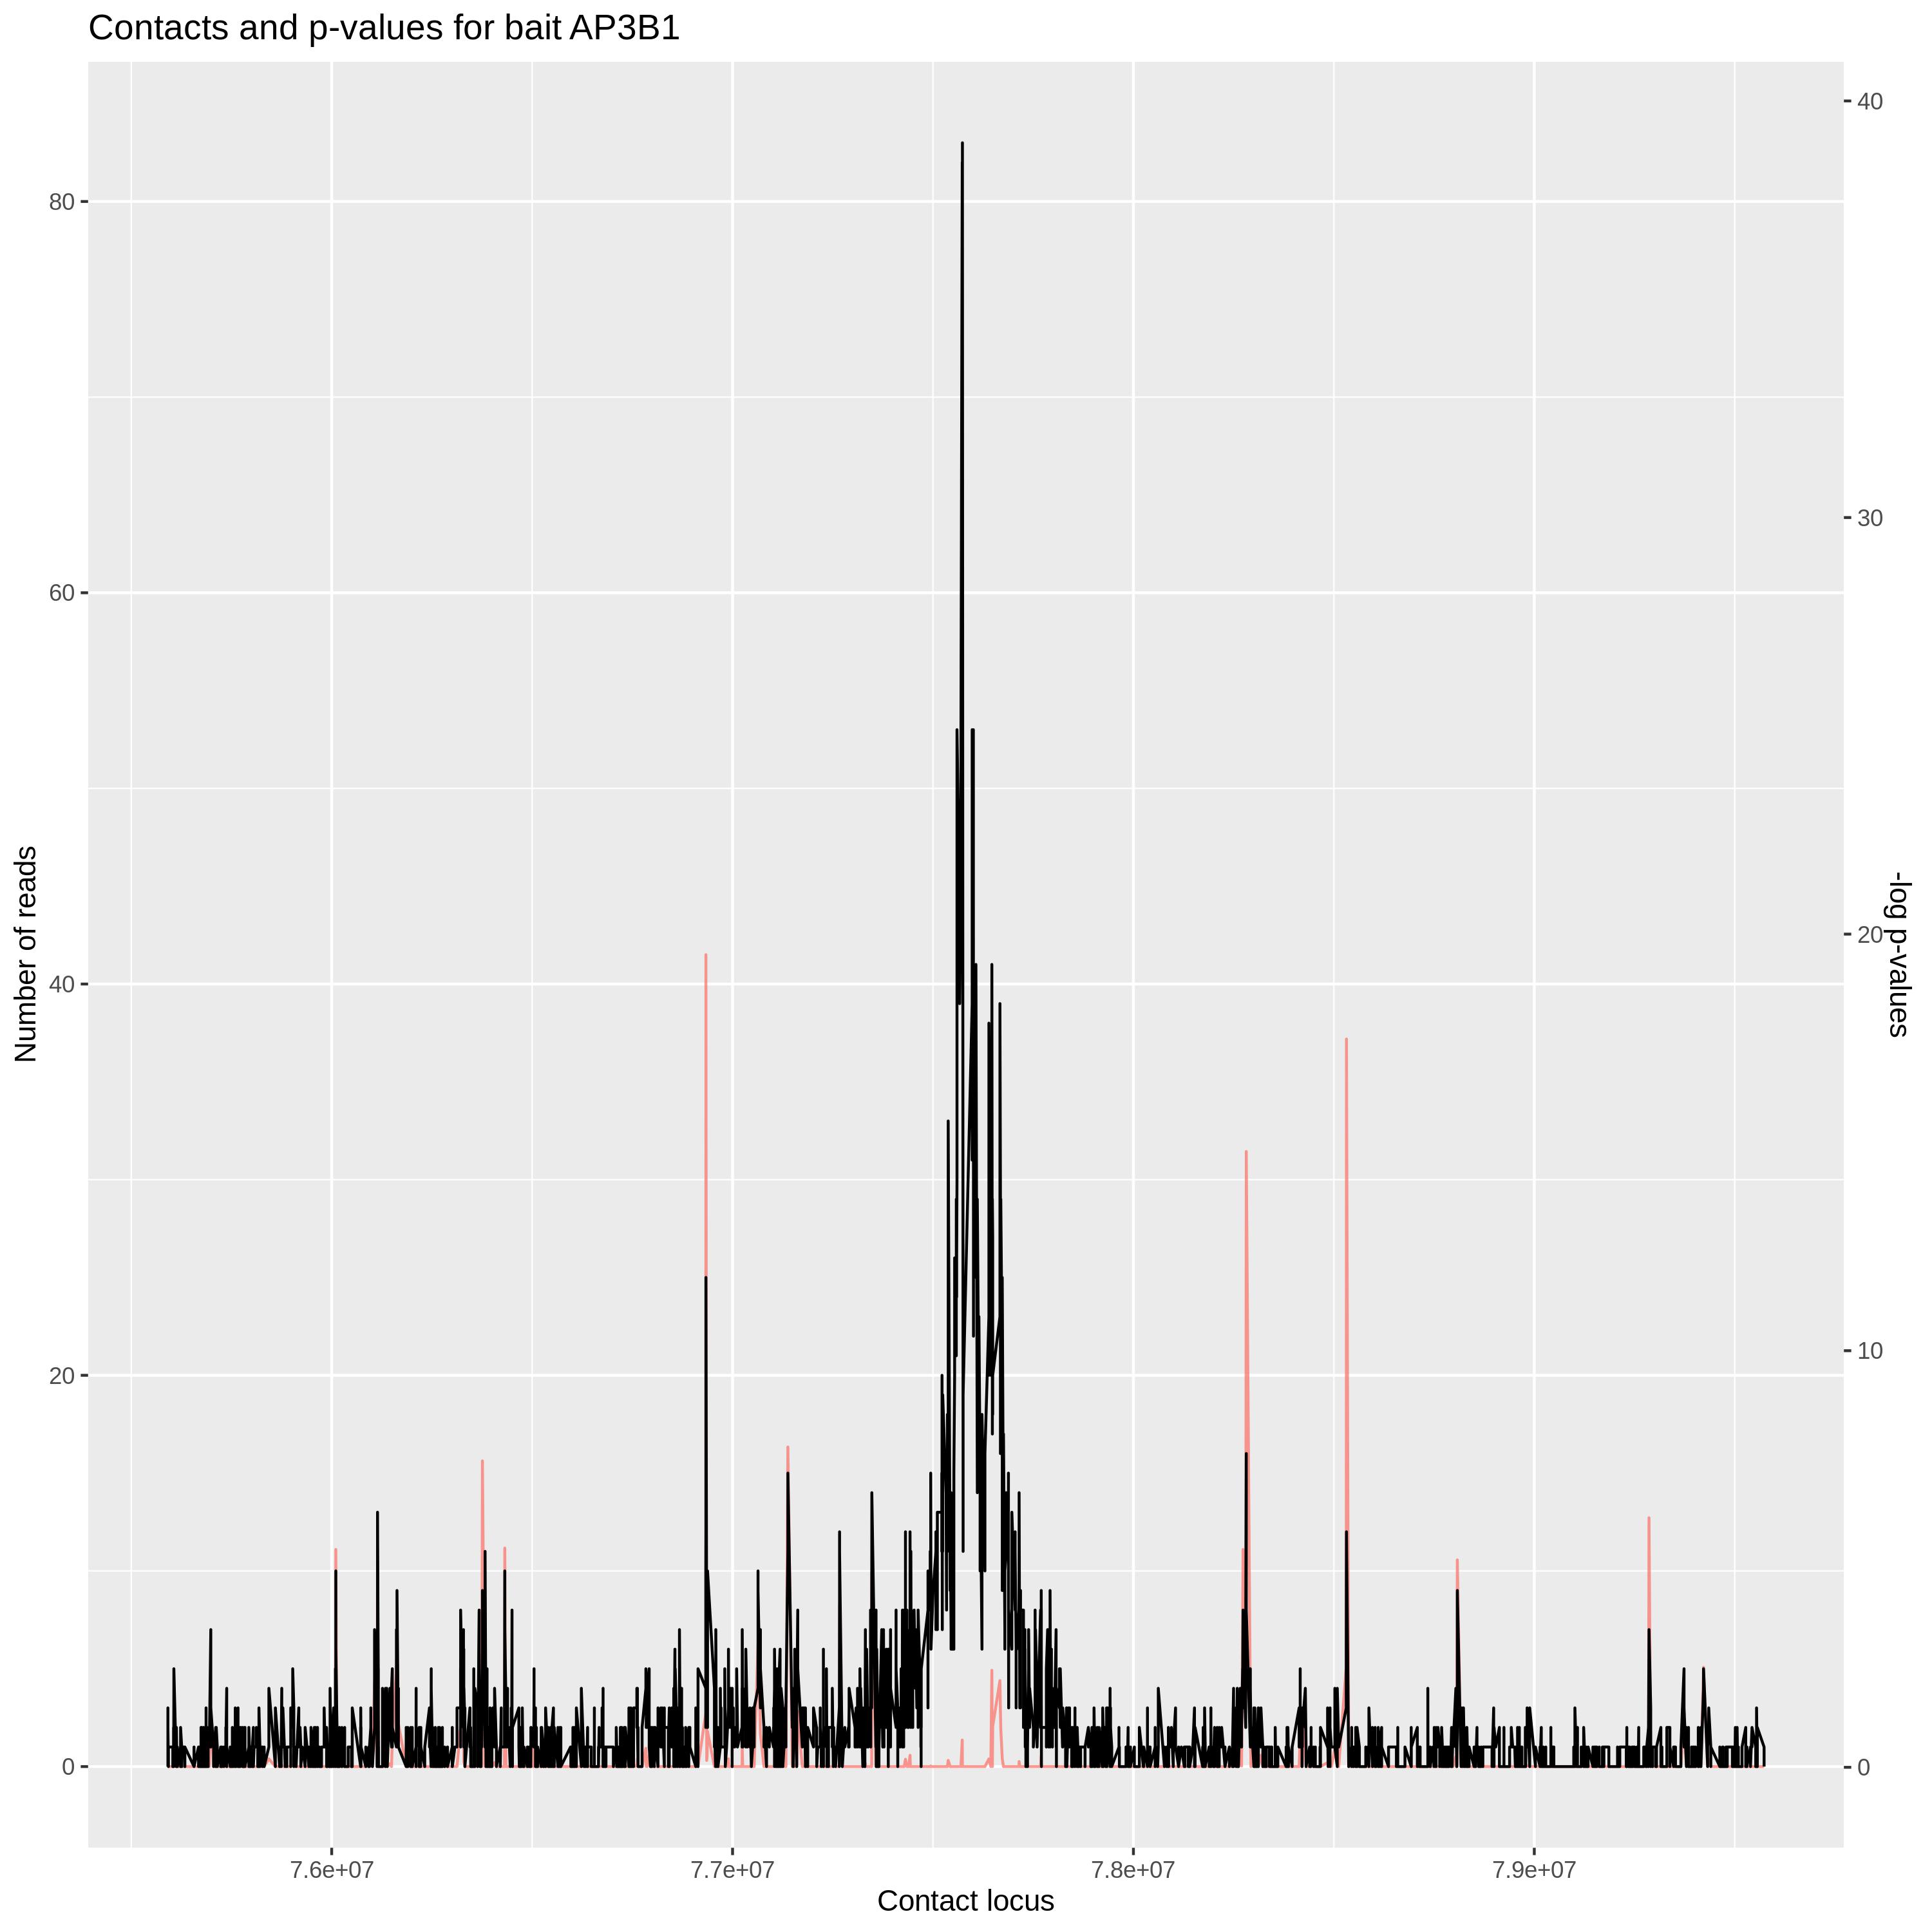 Contacts and p-values for bait AP3B1
40
80
30
60
Number of reads
-log p-values
20
40
10
20
0
0
7.6e+07 7.7e+07 7.8e+07 7.9e+07
Contact locus